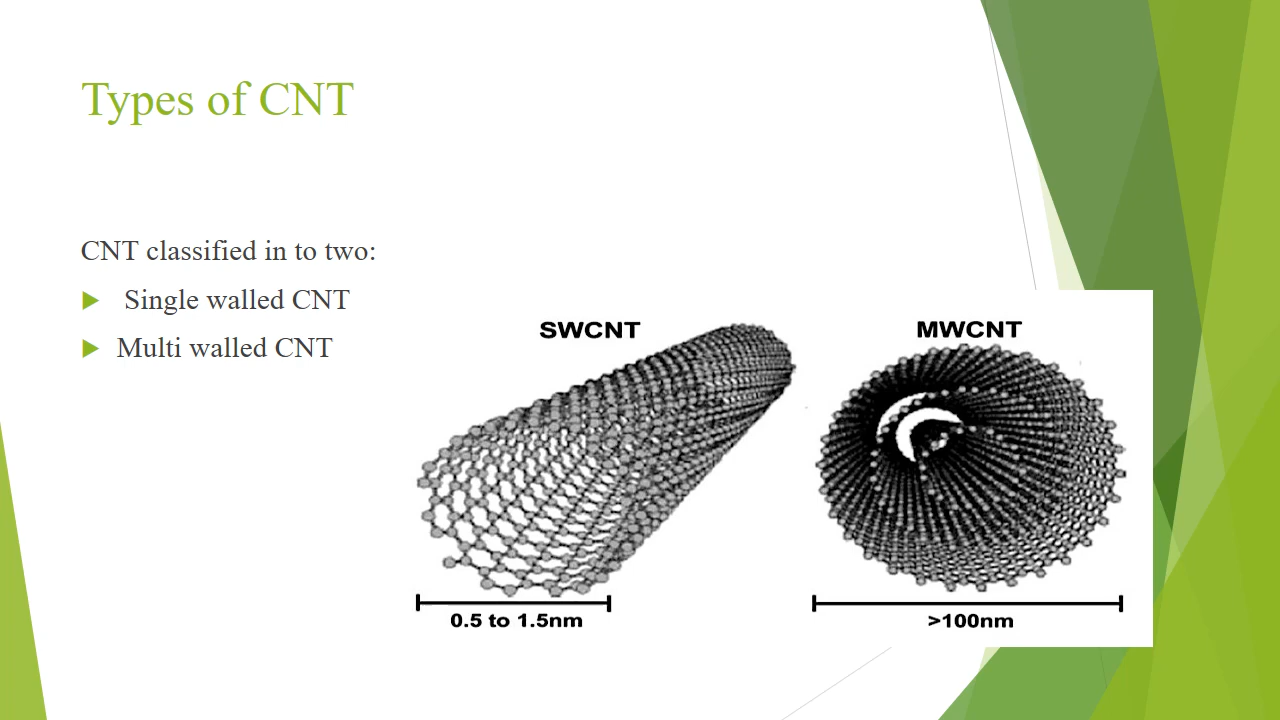 Types of CNT
CNT classified in to two:
Single walled CNT
Multi walled CNT
SWCNT
MWCNT
0.5 to 1.5nm
>100nm